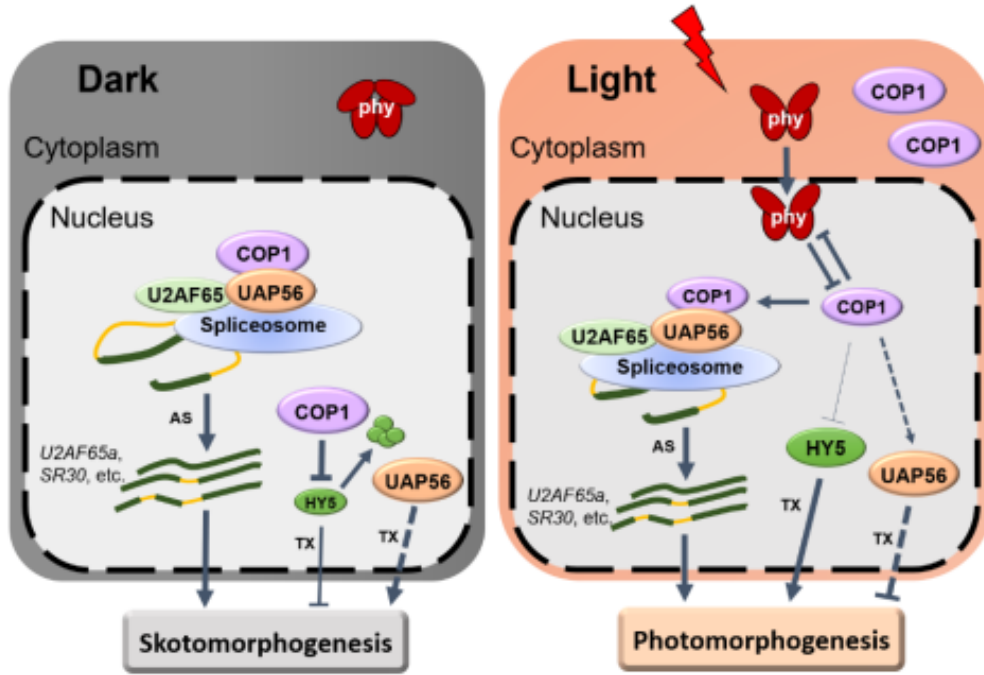 Dark
phy
Cytoplasm
Nucleus
COP1
U2AF65
UAP56
Spliceosome
AS
COP1
U2AF65a,
SR30, etc.
HY5
UAP56
TX
TX
Skotomorphogenesis
Light
phy
COP1
COP1
Cytoplasm
Nucleus
phy
COP1
COP1
U2AF65
UAP56
Spliceosome
AS
HY5
UAP56
U2AF65a,
SR30, etc.
TX
TX
Photomorphogenesis